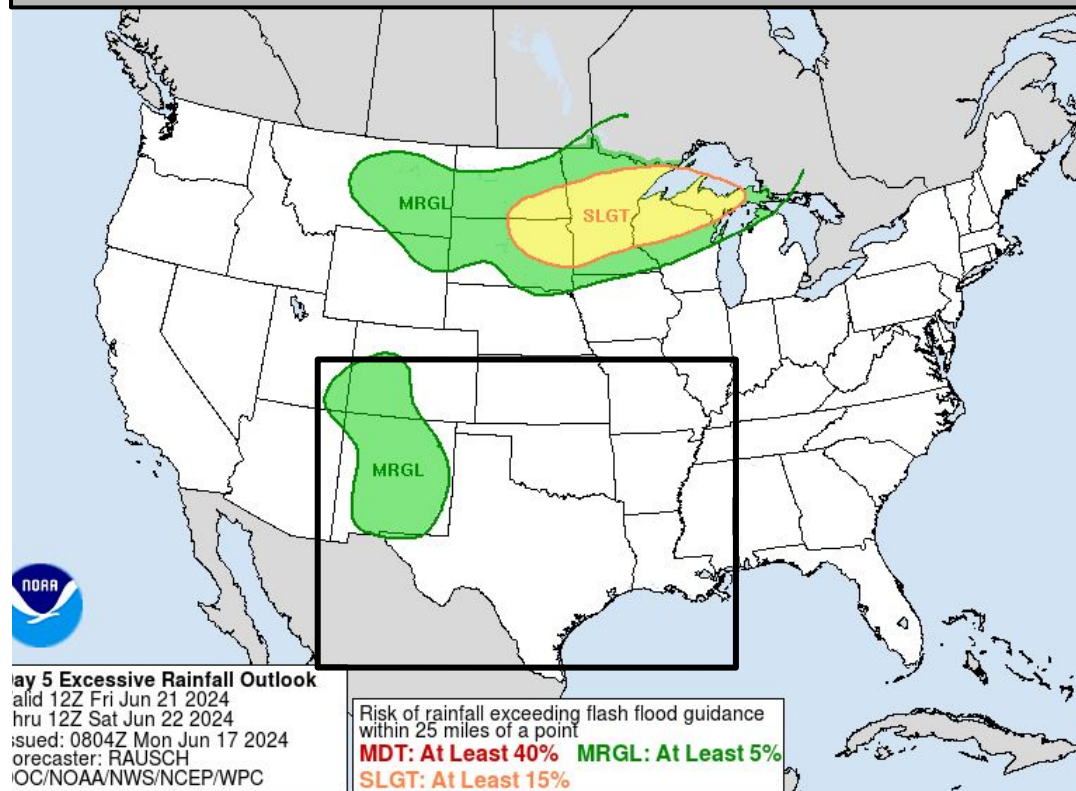 MRGL
SLGT
MRGL
NOAA
ay 5 Excessive Rainfall Outlook
alid 12Z Fri Jun 21 2024
hru 12Z Sat Jun 22 2024
ssued: 0804Z Mon Jun 17 2024
orecaster: RAUSCH
DOC/NOAA/NWS/NCEP/WPC
Risk of rainfall exceeding flash flood guidance
within 25 miles of a point
MDT: At Least 40% MRGL: At Least 5%
SLGT: At Least 15%